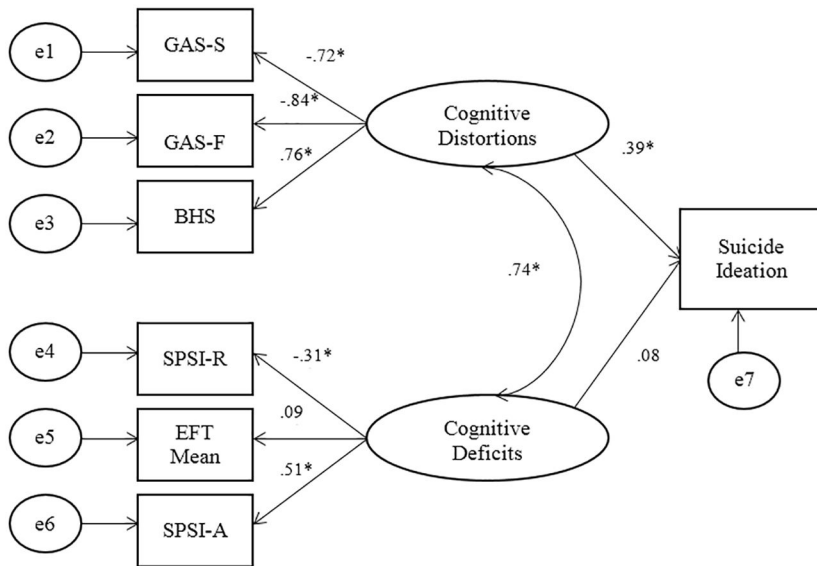 e1
GAS-S
-.72*
e2
GAS-F
-.84*
e3
BHS
.76*
Cognitive
Distortions
.39*
.74*
Suicide
Ideation
e4
SPSI-R
-.31*
e5
EFT
Mean
.09
e6
SPSI-A
.51*
Cognitive
Deficits
.08
e7